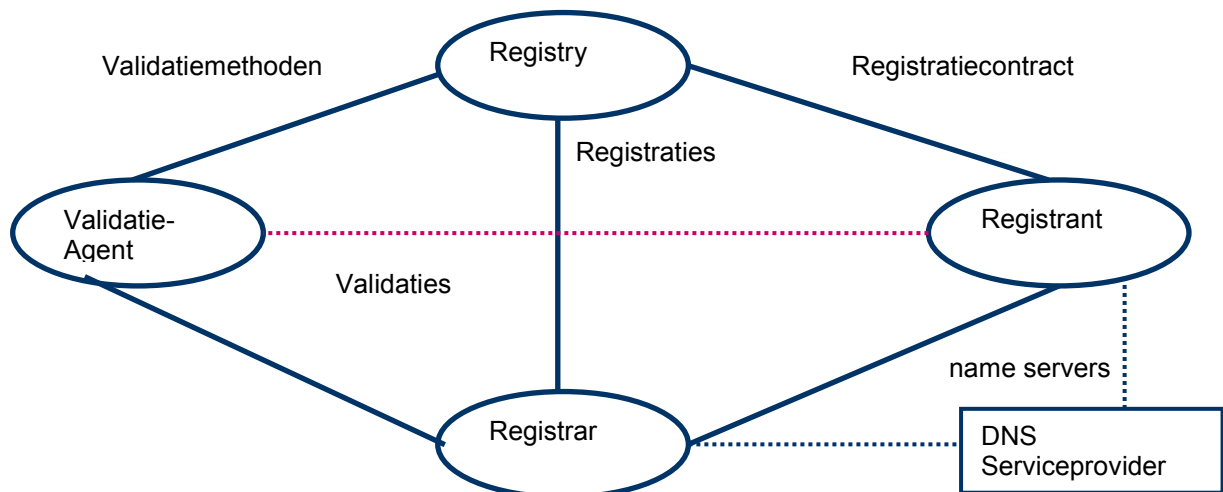 Registry
Validatiemethoden
Registratiecontract
Registraties
Validatie-
Agent
Registrant
Validaties
name servers
Registrar
DNS
Serviceprovider